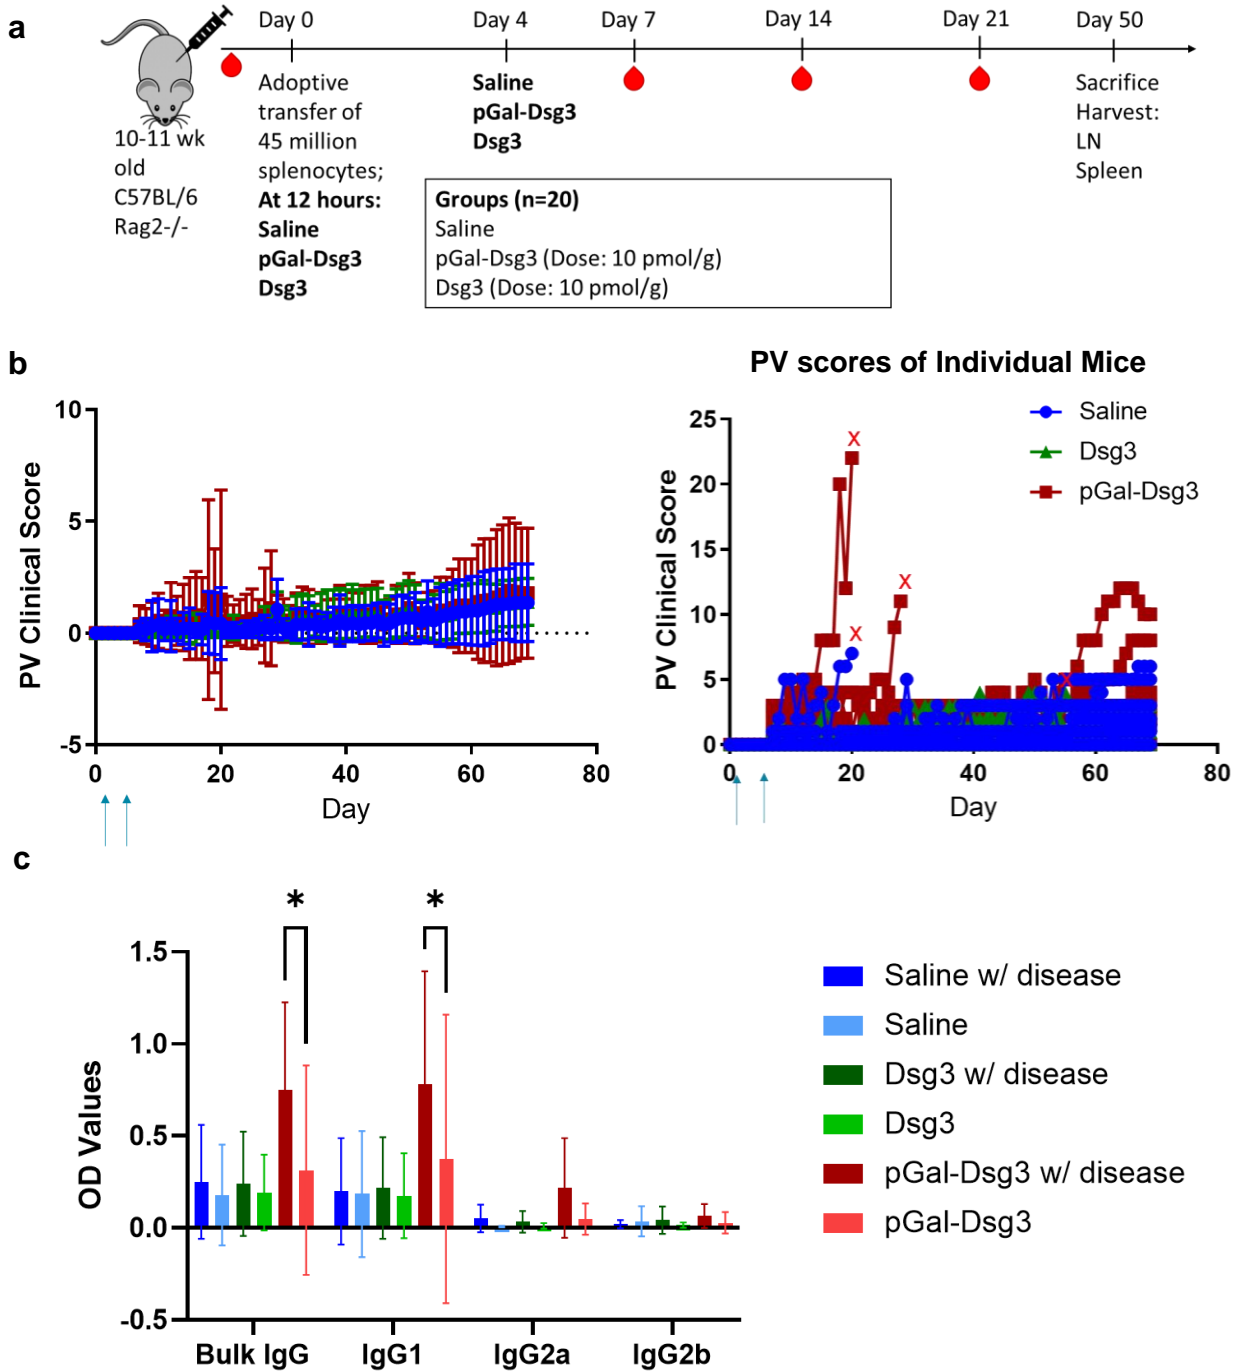 a
Day 0
Day 4
Day 7
Day 14
Day 21
Day 50
10-11 wk
old
C57BL/6
Rag2-/-
Adoptive
transfer of
45 million
splenocytes;
At 12 hours:
Saline
pGal-Dsg3
Dsg3
Saline
pGal-Dsg3
Dsg3
Sacrifice
Harvest:
LN
Spleen
Groups (n=20)
Saline
pGal-Dsg3 (Dose: 10 pmol/g)
Dsg3 (Dose: 10 pmol/g)
b
PV Clinical Score
10
5
0
-5
0
20
40
60
80
Day
PV scores of Individual Mice
PV Clinical Score
25
20
15
10
5
0
0
20
40
60
80
Day
X
X
X
X
Saline
Dsg3
pGal-Dsg3
c
OD Values
1.5
1.0
0.5
0.0
-0.5
*
*
Bulk IgG
IgG1
IgG2a
IgG2b
Saline w/ disease
Saline
Dsg3 w/ disease
Dsg3
pGal-Dsg3 w/ disease
pGal-Dsg3